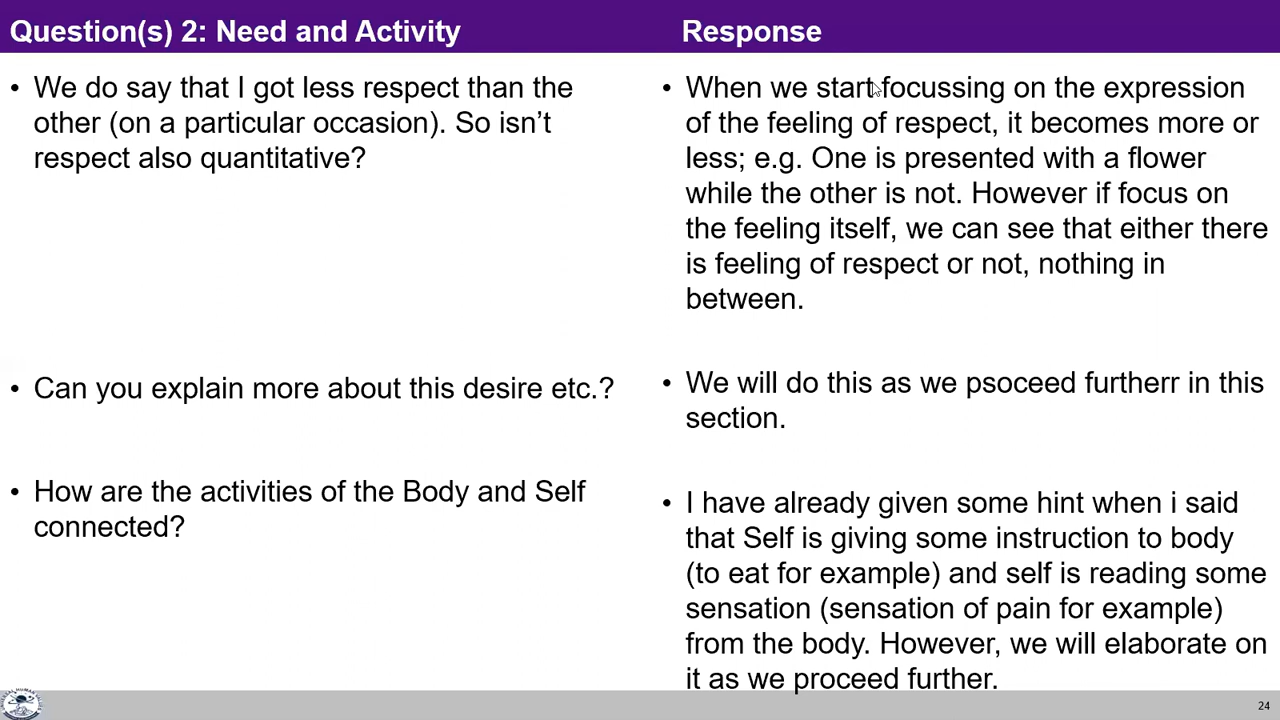 Question(s) 2: Need and Activity
Response
• We do say that I got less respect than the
other (on a particular occasion). So isn’t
respect also quantitative?
• When we start focussing on the expression
of the feeling of respect, it becomes more or
less; e.g. One is presented with a flower
while the other is not. However if focus on
the feeling itself, we can see that either there
is feeling of respect or not, nothing in
between.
• Can you explain more about this desire etc.?
• We will do this as we psoceed furtherr in this
section.
• How are the activities of the Body and Self
connected?
• I have already given some hint when i said
that Self is giving some instruction to body
(to eat for example) and self is reading some
sensation (sensation of pain for example)
from the body. However, we will elaborate on
it as we proceed further.
24